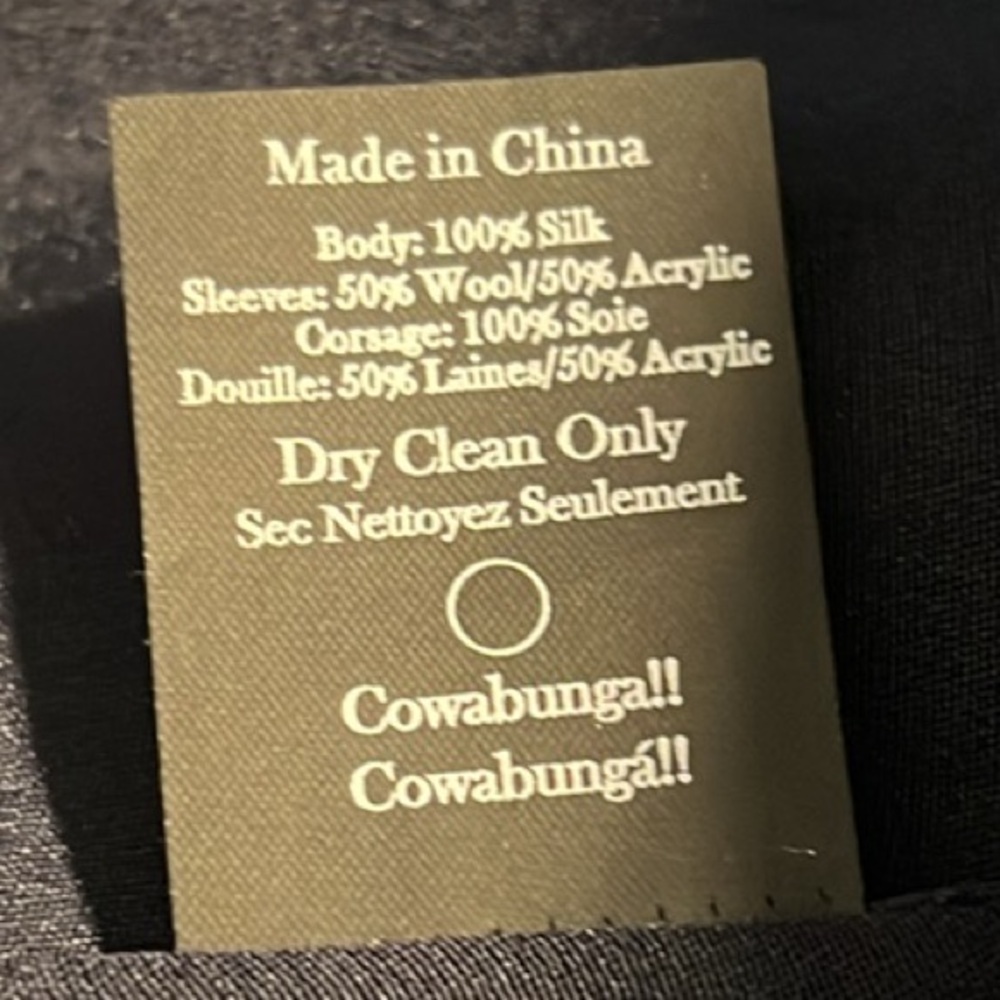 Made in China
Body: 100% Silk
Sleeves: 50% Wool/50% Acrylic
Corsage: 100% Soie
Douille: 50% Laines/50% Acrylic
Dry Clean Only
Sec Nettoyez Seulement
Cowabunga!!
Cowabungá!!